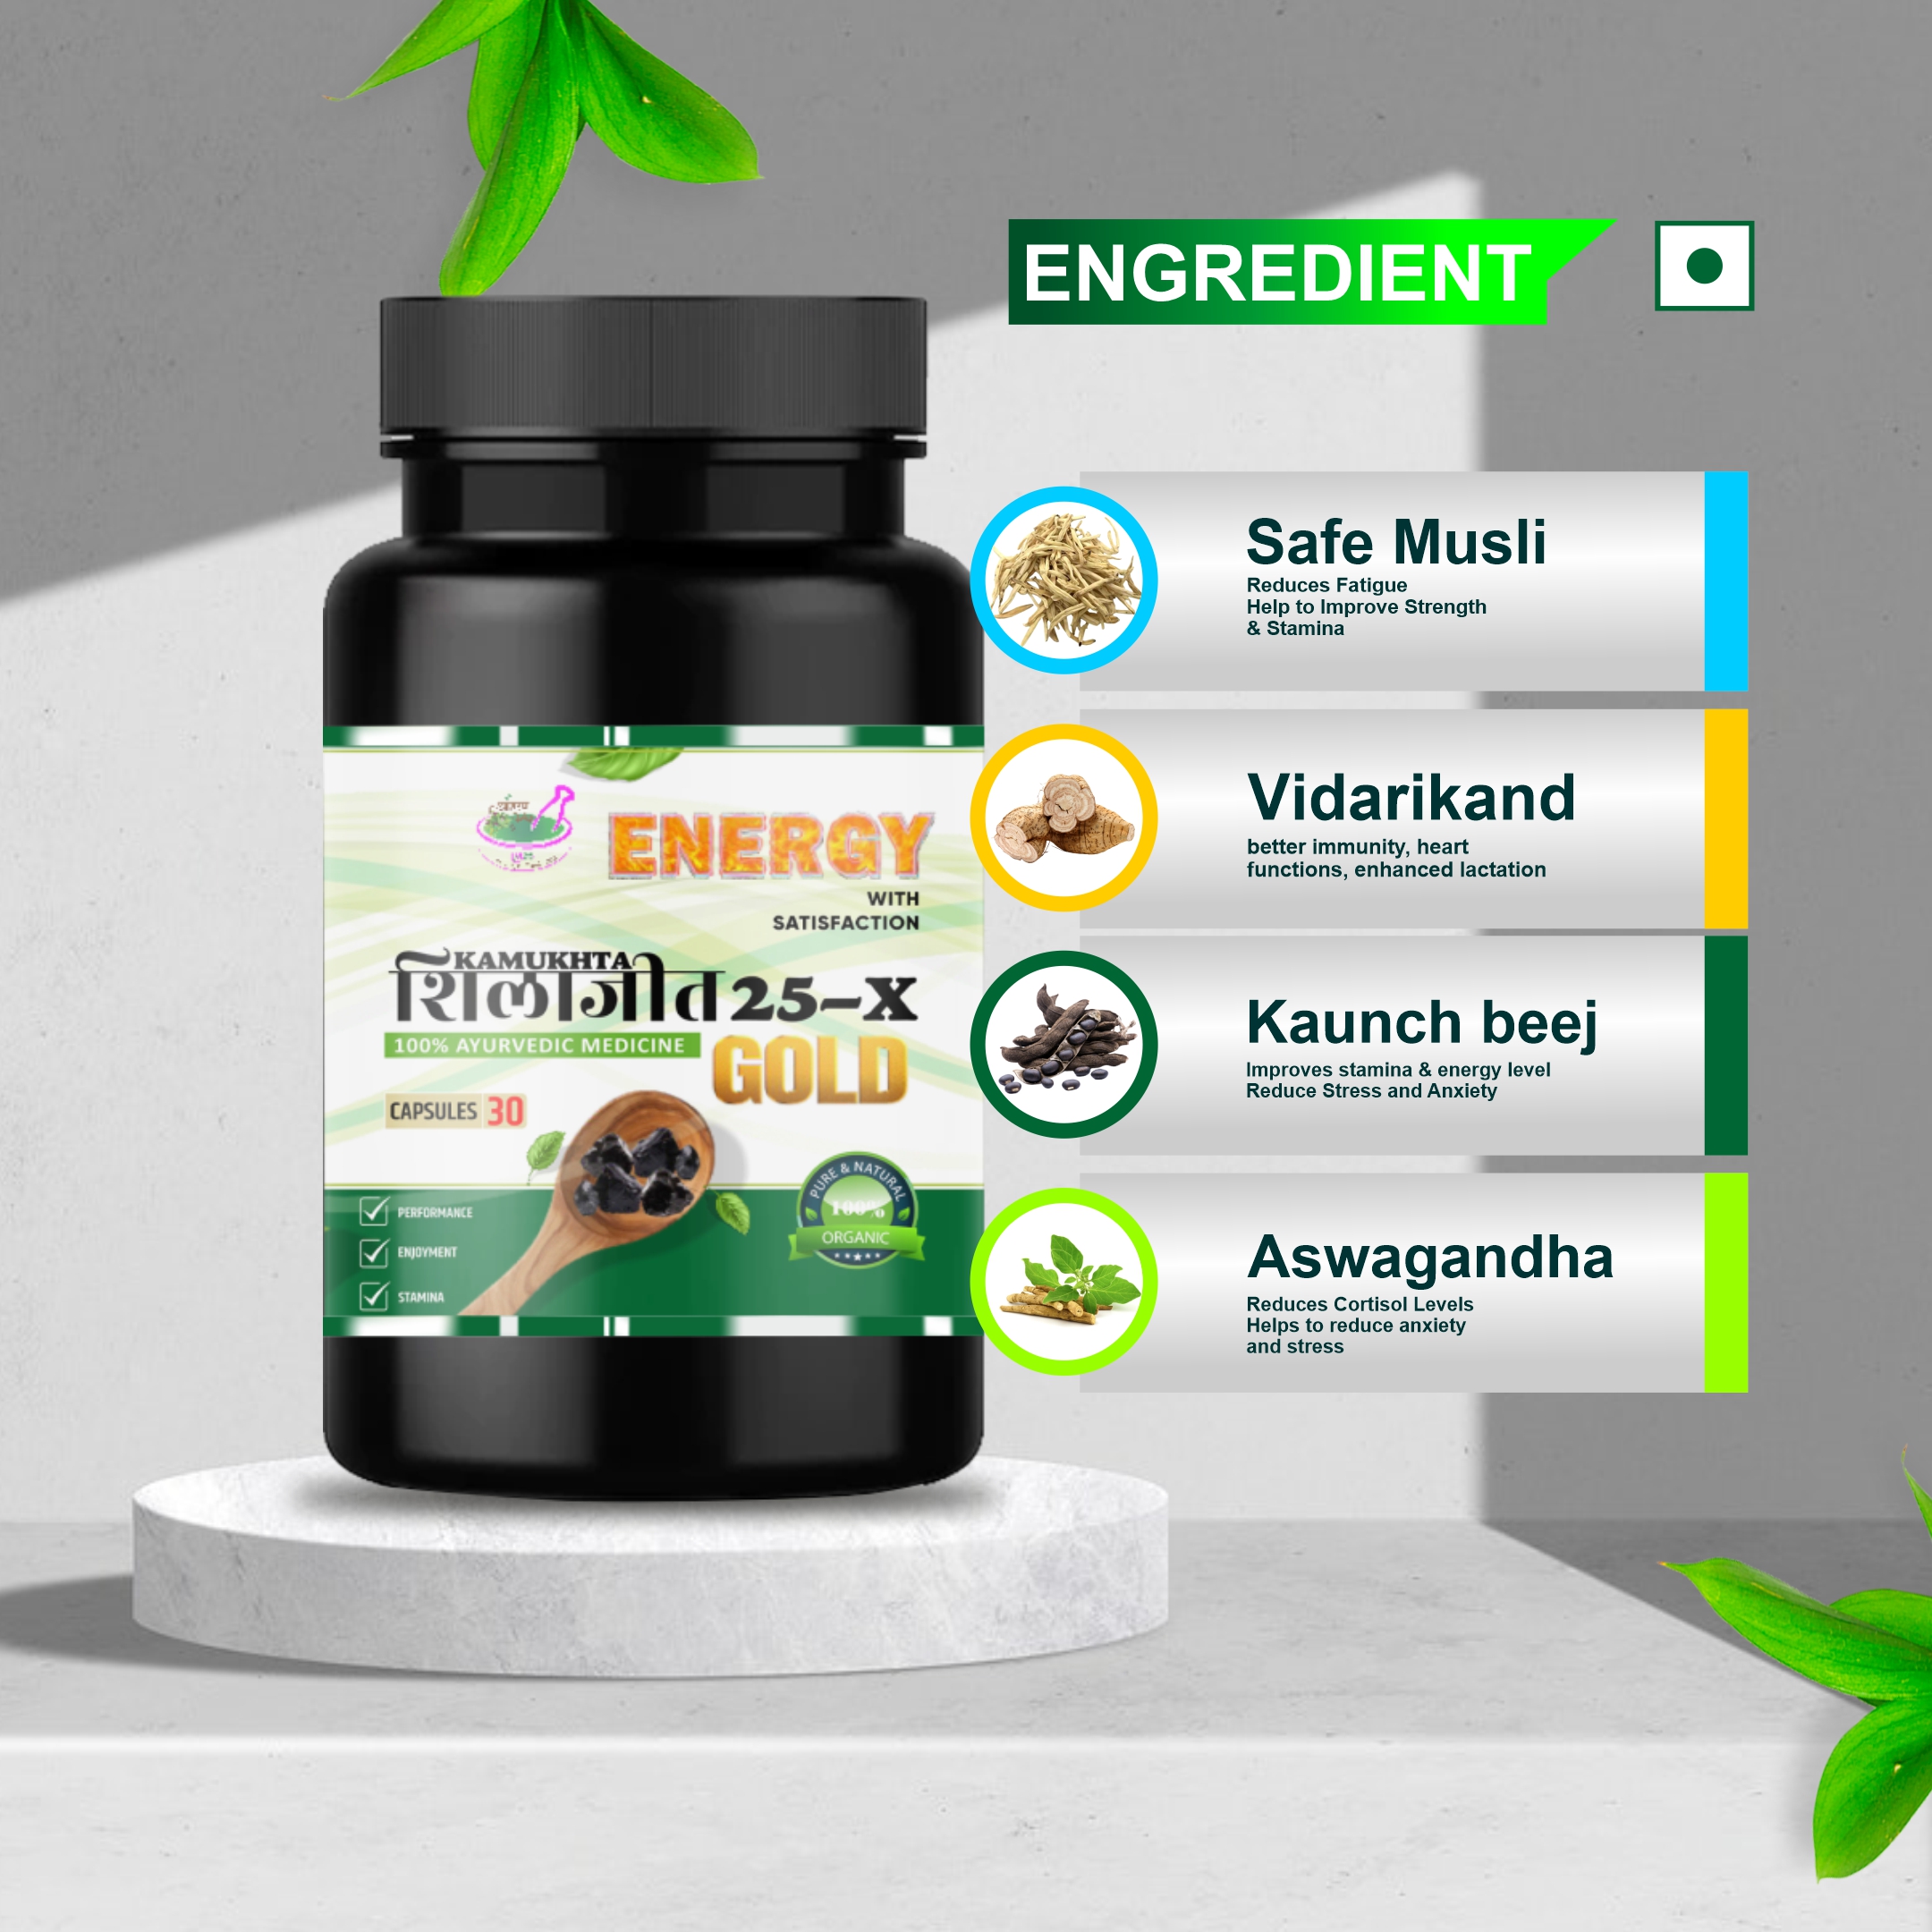 ENGREDIENT
Safe Musli
Reduces Fatigue
Help to Improve Strength
& Stamina
Vidarikand
better immunity, heart
functions, enhanced lactation
Kaunch beej
Improves stamina & energy level
Reduce Stress and Anxiety
Aswagandha
Reduces Cortisol Levels
Helps to reduce anxiety
and stress
ENERGY
WITH
SATISFACTION
KAMUKHTA
शिलाजीत 25-X
100% AYURVEDIC MEDICINE
GOLD
CAPSULES 30
PURE & NATURAL
100%
ORGANIC
PERFORMANCE
ENJOYMENT
STAMINA